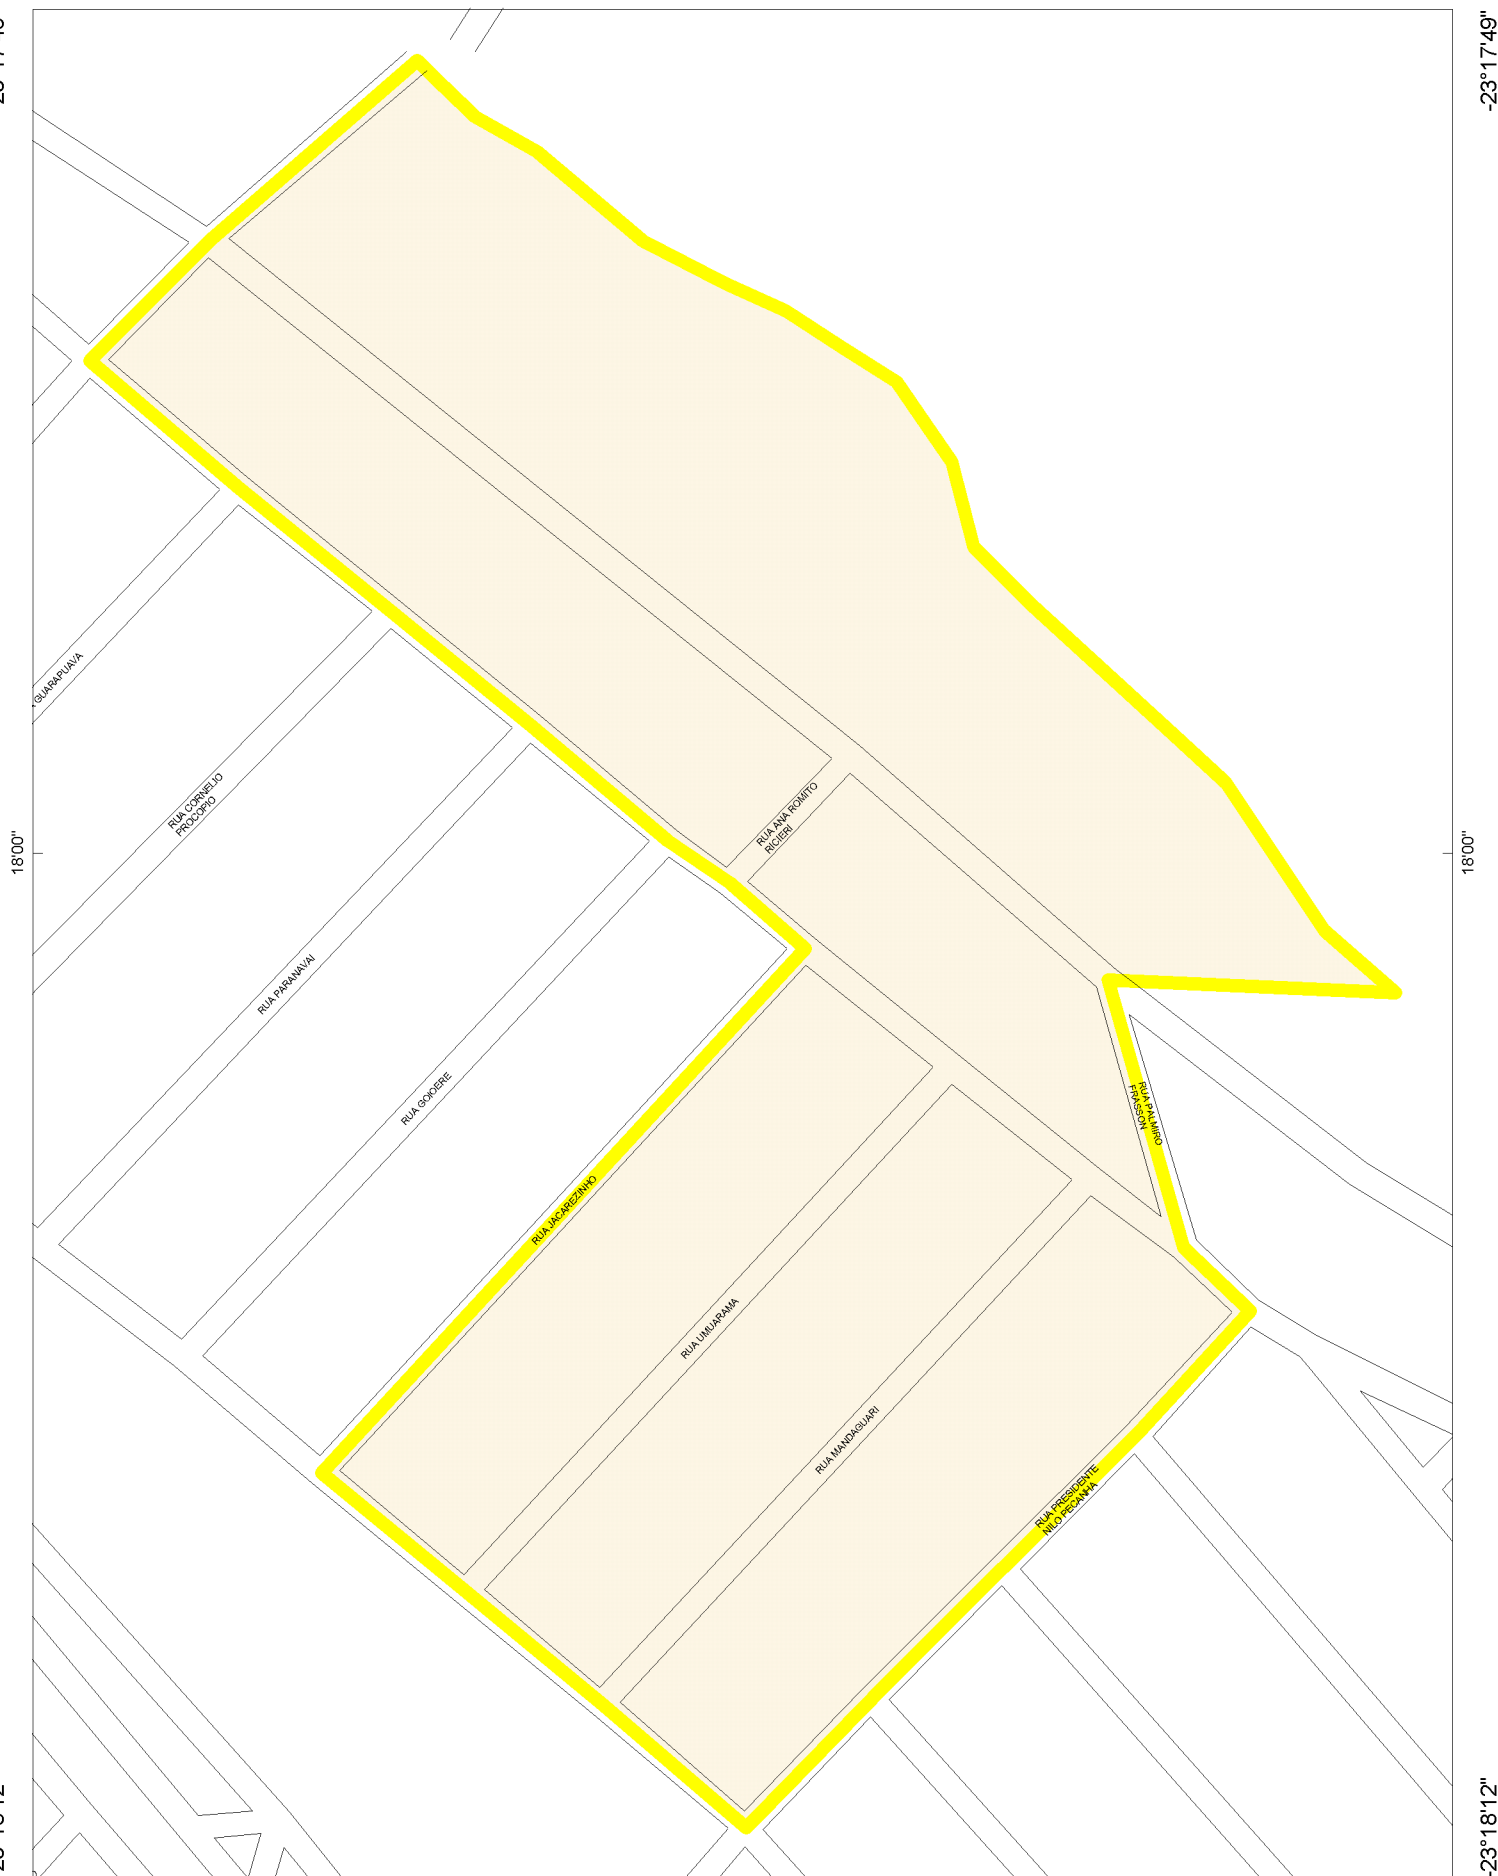 -23°17'49"
GUARAPUAVA
RUA CORNELIO
PROCOPIO
RUA ANA ROMITO
RICIERI
18'00"
18'00"
RUA PARANAVAI
RUA GOIOERE
RUA PALMIRO
FRASSON
RUA JACAREZINHO
RUA UMUARAMA
RUA MANDAGUARI
RUA PRESIDENTE
NILO PECANHA
-23°18'12"